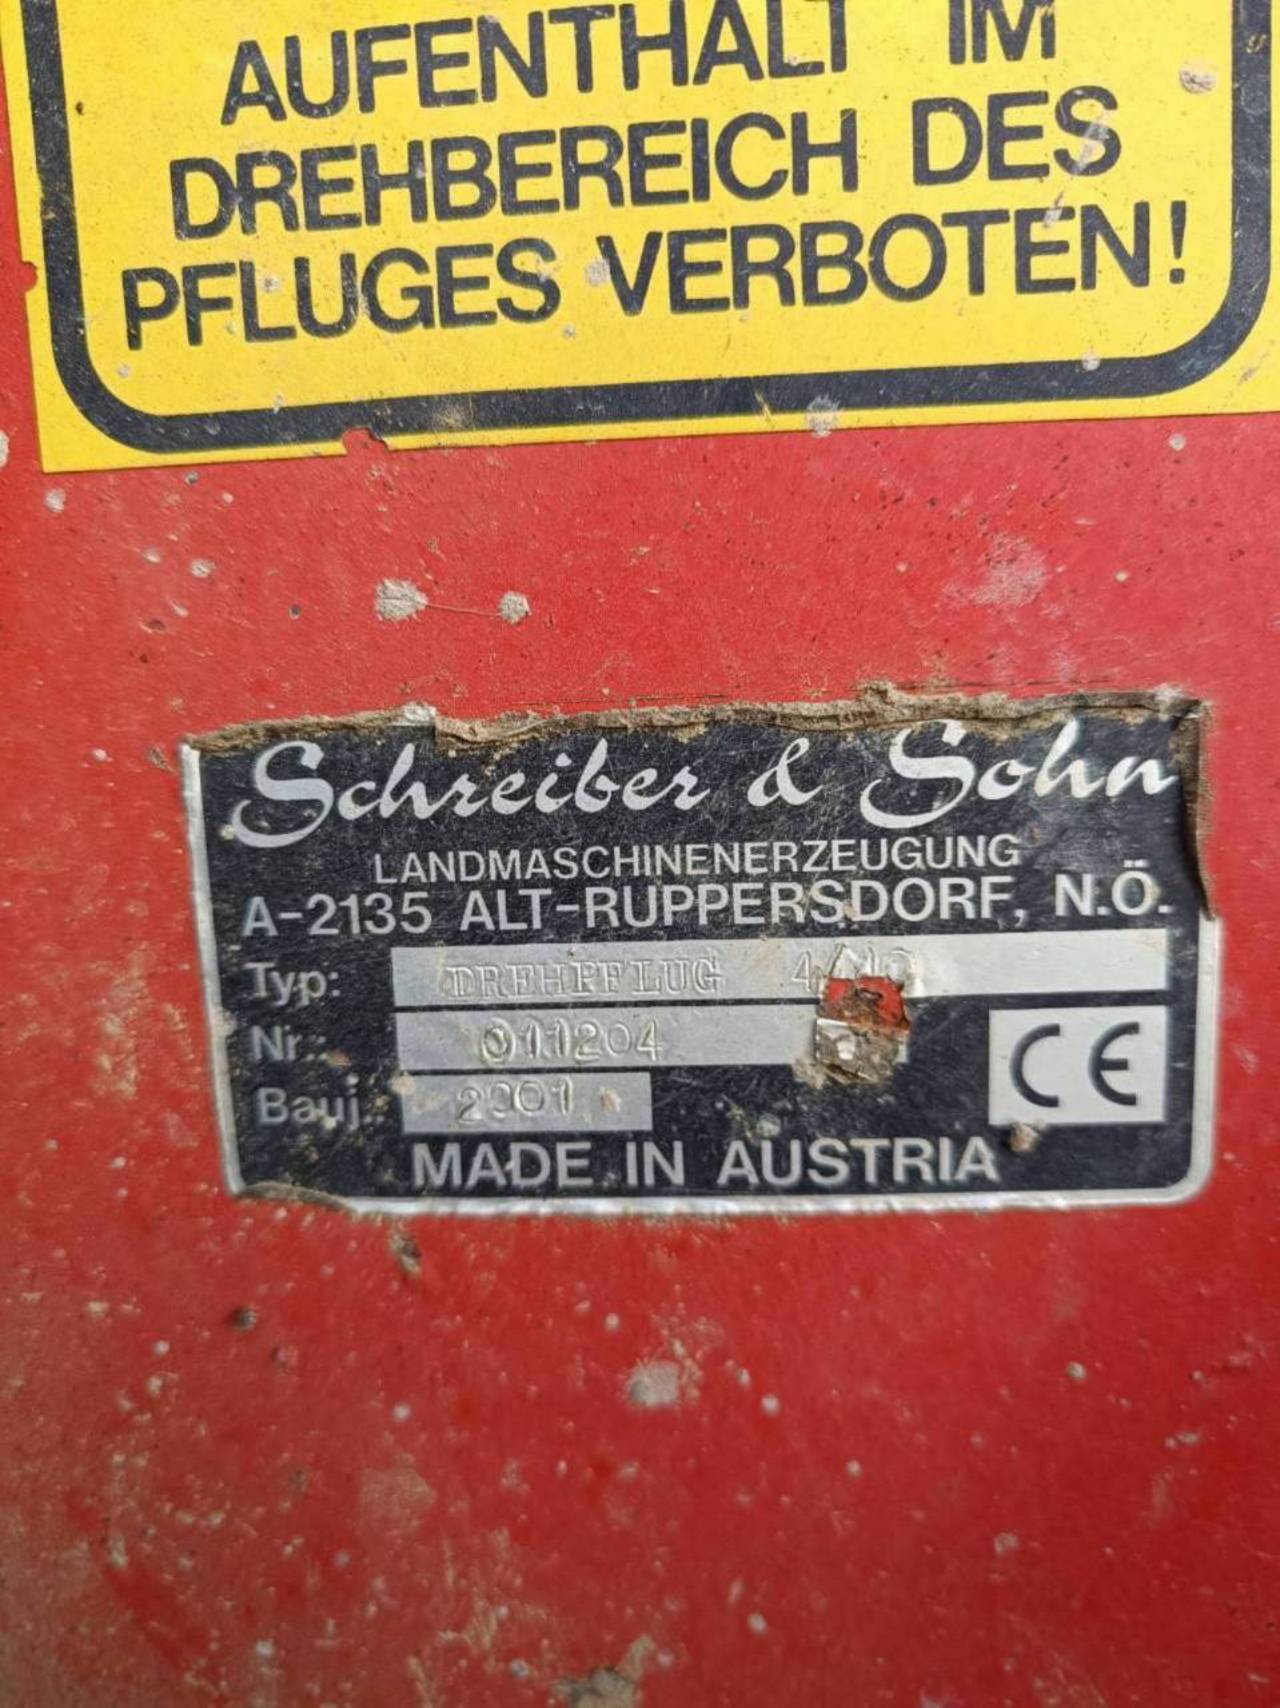 AUFENTHALT IM
DREHBEREICH DES
PFLUGES VERBOTEN!
Schreiber & Sohn
LANDMASCHINENERZEUGUNG
A-2135 ALT-RUPPERSDORF, N.Ö.
Typ: DREHPFLUG
Nr.: 011204
Bauj.: 2001
CE
MADE IN AUSTRIA